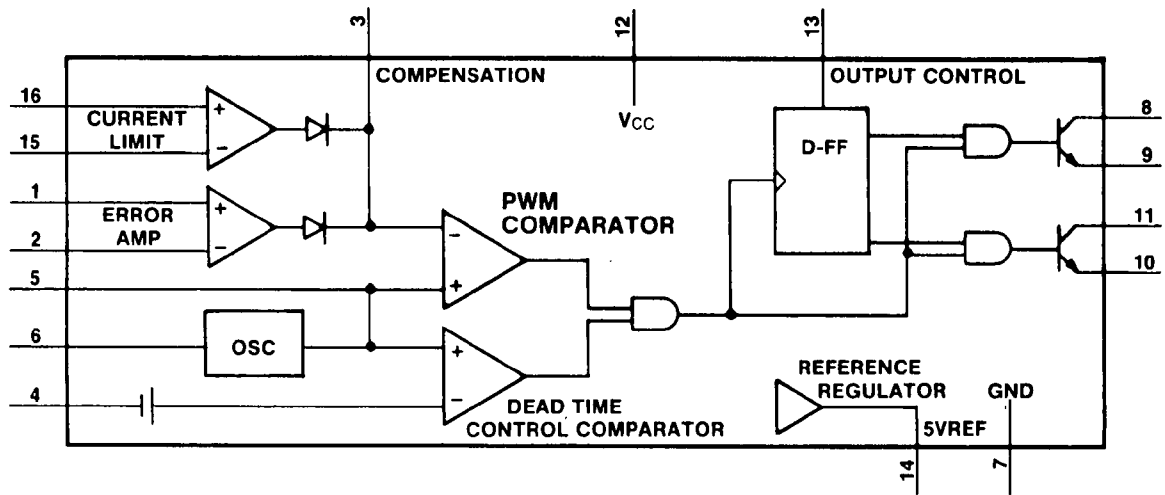 3
12
13
COMPENSATION
OUTPUT CONTROL
16
CURRENT
LIMIT
+
−
15
VCC
D-FF
8
9
1
ERROR
AMP
+
−
2
PWM
COMPARATOR
−
+
11
10
5
6
OSC
+
−
4
DEAD TIME
CONTROL COMPARATOR
REFERENCE
REGULATOR
GND
5VREF
14
7